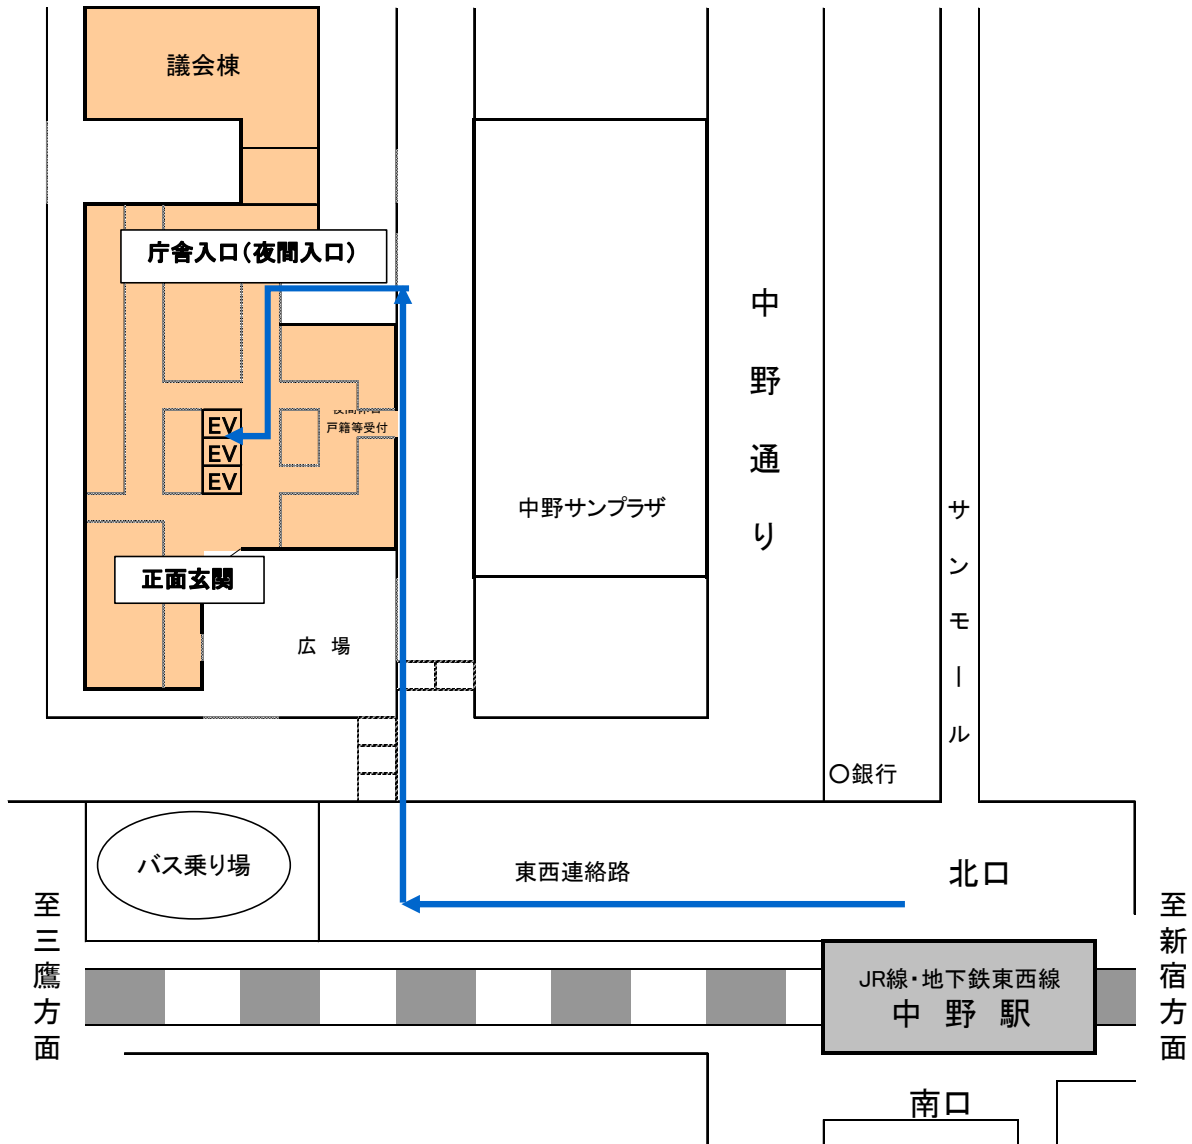 議会棟
庁舎入口（夜間入口）
EV
EV
EV
戸籍等受付
正面玄関
広　場
中野サンプラザ
中野通り
サンモール
〇銀行
バス乗り場
東西連絡路
北口
至三鷹方面
至新宿方面
JR線・地下鉄東西線
中　野　駅
南口